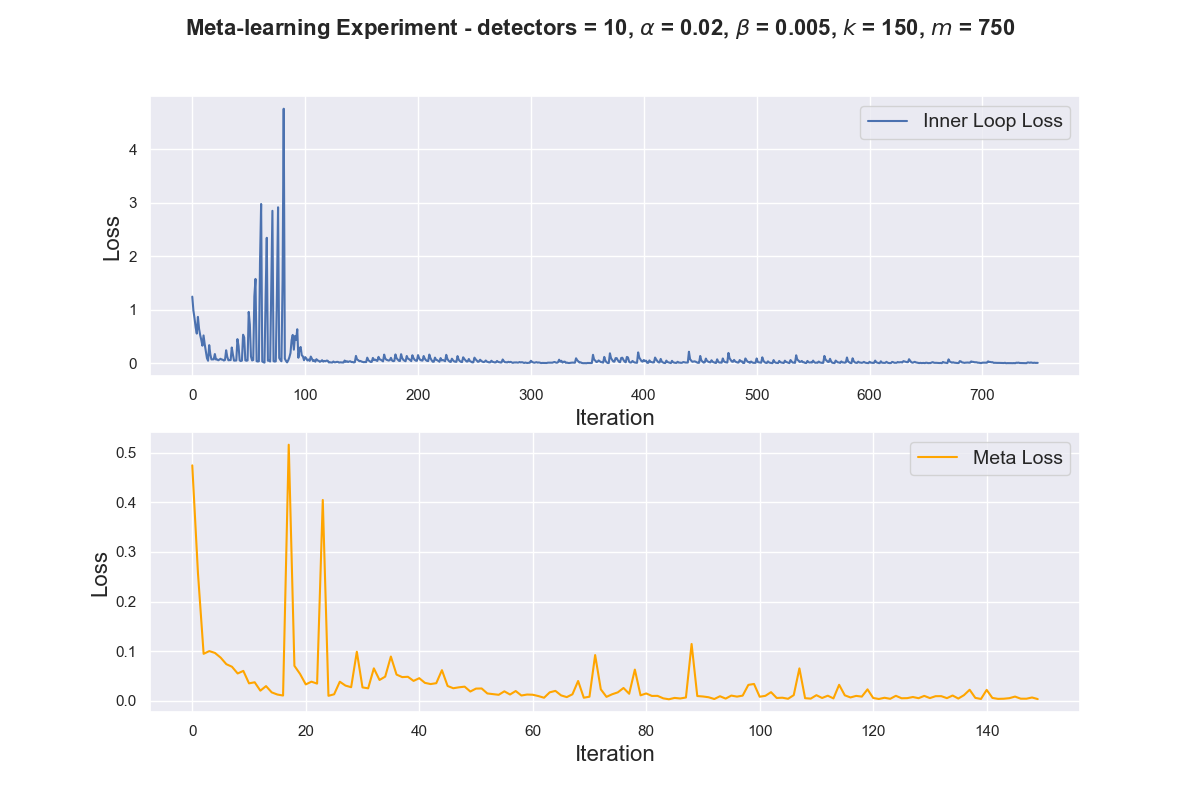 Meta-learning Experiment - detectors = 10, α = 0.02, β = 0.005, k = 150, m = 750
Inner Loop Loss
4
3
2
1
0
Loss
0 100 200 300 400 500 600 700
Iteration
Meta Loss
0.5
0.4
0.3
0.2
0.1
0.0
Loss
0 20 40 60 80 100 120 140
Iteration